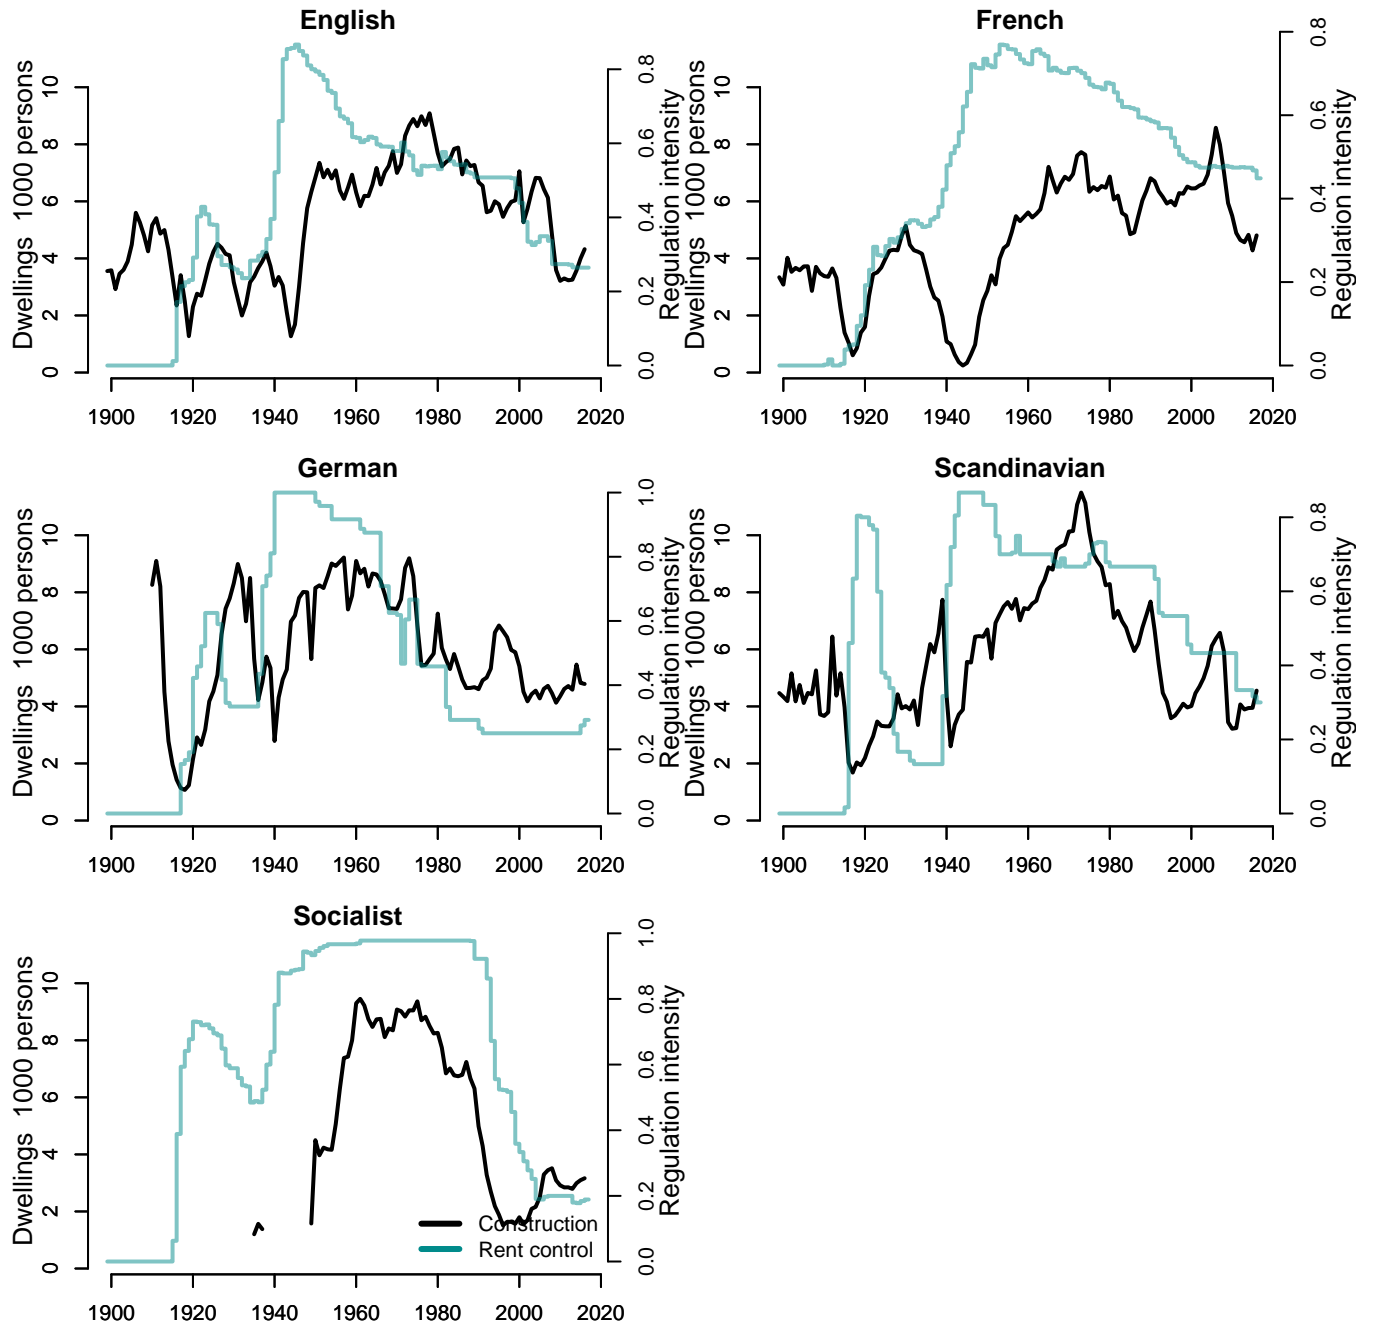 English
Dwellings 1000 persons
0 2 4 6 8 10
0.0 0.2 0.4 0.6 0.8
Regulation intensity
1900 1920 1940 1960 1980 2000 2020
French
Dwellings 1000 persons
0 2 4 6 8 10
0.0 0.2 0.4 0.6 0.8
Regulation intensity
1900 1920 1940 1960 1980 2000 2020
German
Dwellings 1000 persons
0 2 4 6 8 10
0.0 0.2 0.4 0.6 0.8 1.0
Regulation intensity
1900 1920 1940 1960 1980 2000 2020
Scandinavian
Dwellings 1000 persons
0 2 4 6 8 10
0.0 0.2 0.4 0.6 0.8
Regulation intensity
1900 1920 1940 1960 1980 2000 2020
Socialist
Dwellings 1000 persons
0 2 4 6 8 10
0.0 0.2 0.4 0.6 0.8 1.0
Regulation intensity
Construction
Rent control
1900 1920 1940 1960 1980 2000 2020